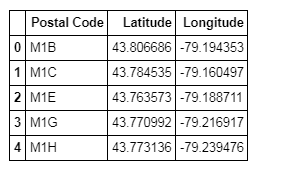 Postal Code Latitude Longitude
0 M1B 43.806686 -79.194353
1 M1C 43.784535 -79.160497
2 M1E 43.763573 -79.188711
3 M1G 43.770992 -79.216917
4 M1H 43.773136 -79.239476